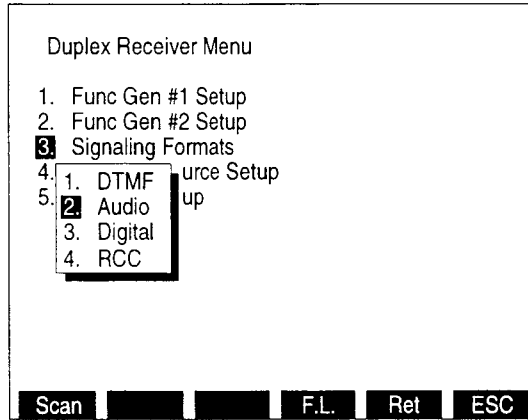 Duplex Receiver Menu
1. Func Gen #1 Setup
2. Func Gen #2 Setup
3. Signaling Formats
4. urce Setup
5. up
1. DTMF
2. Audio
3. Digital
4. RCC
Scan F.L. Ret ESC